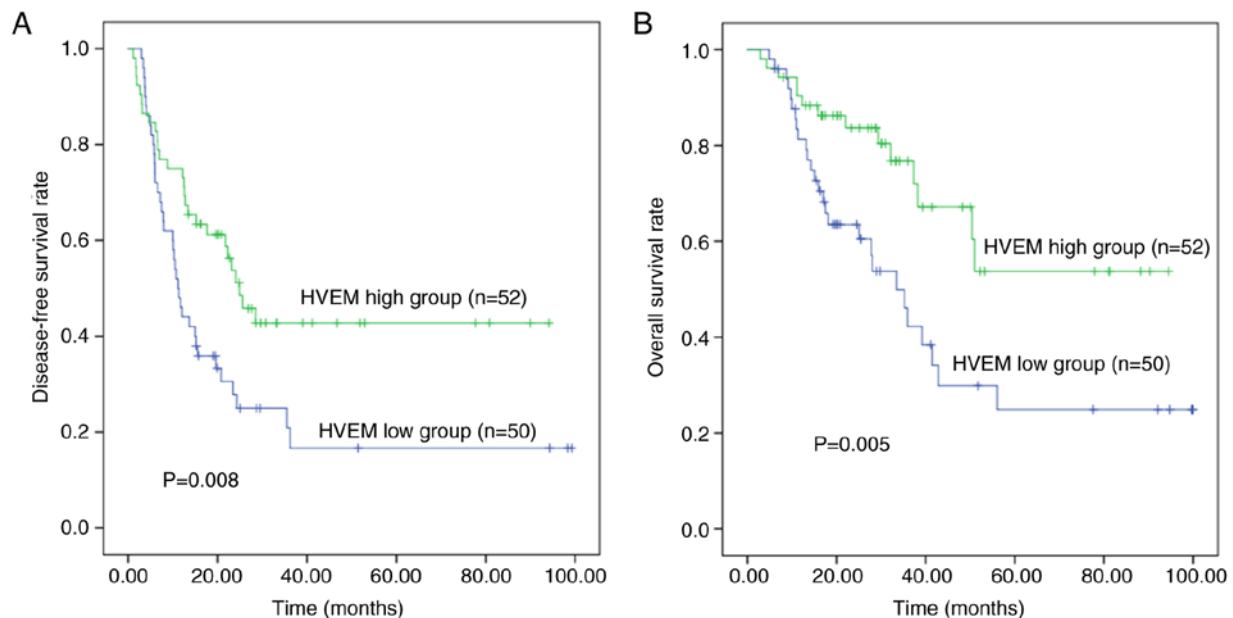 A
Disease-free survival rate
1.0
0.8
0.6
0.4
0.2
0.0
HVEM high group (n=52)
HVEM low group (n=50)
P=0.008
0.00 20.00 40.00 60.00 80.00 100.00
Time (months)
B
Overall survival rate
1.0
0.8
0.6
0.4
0.2
0.0
HVEM high group (n=52)
HVEM low group (n=50)
P=0.005
0.00 20.00 40.00 60.00 80.00 100.00
Time (months)